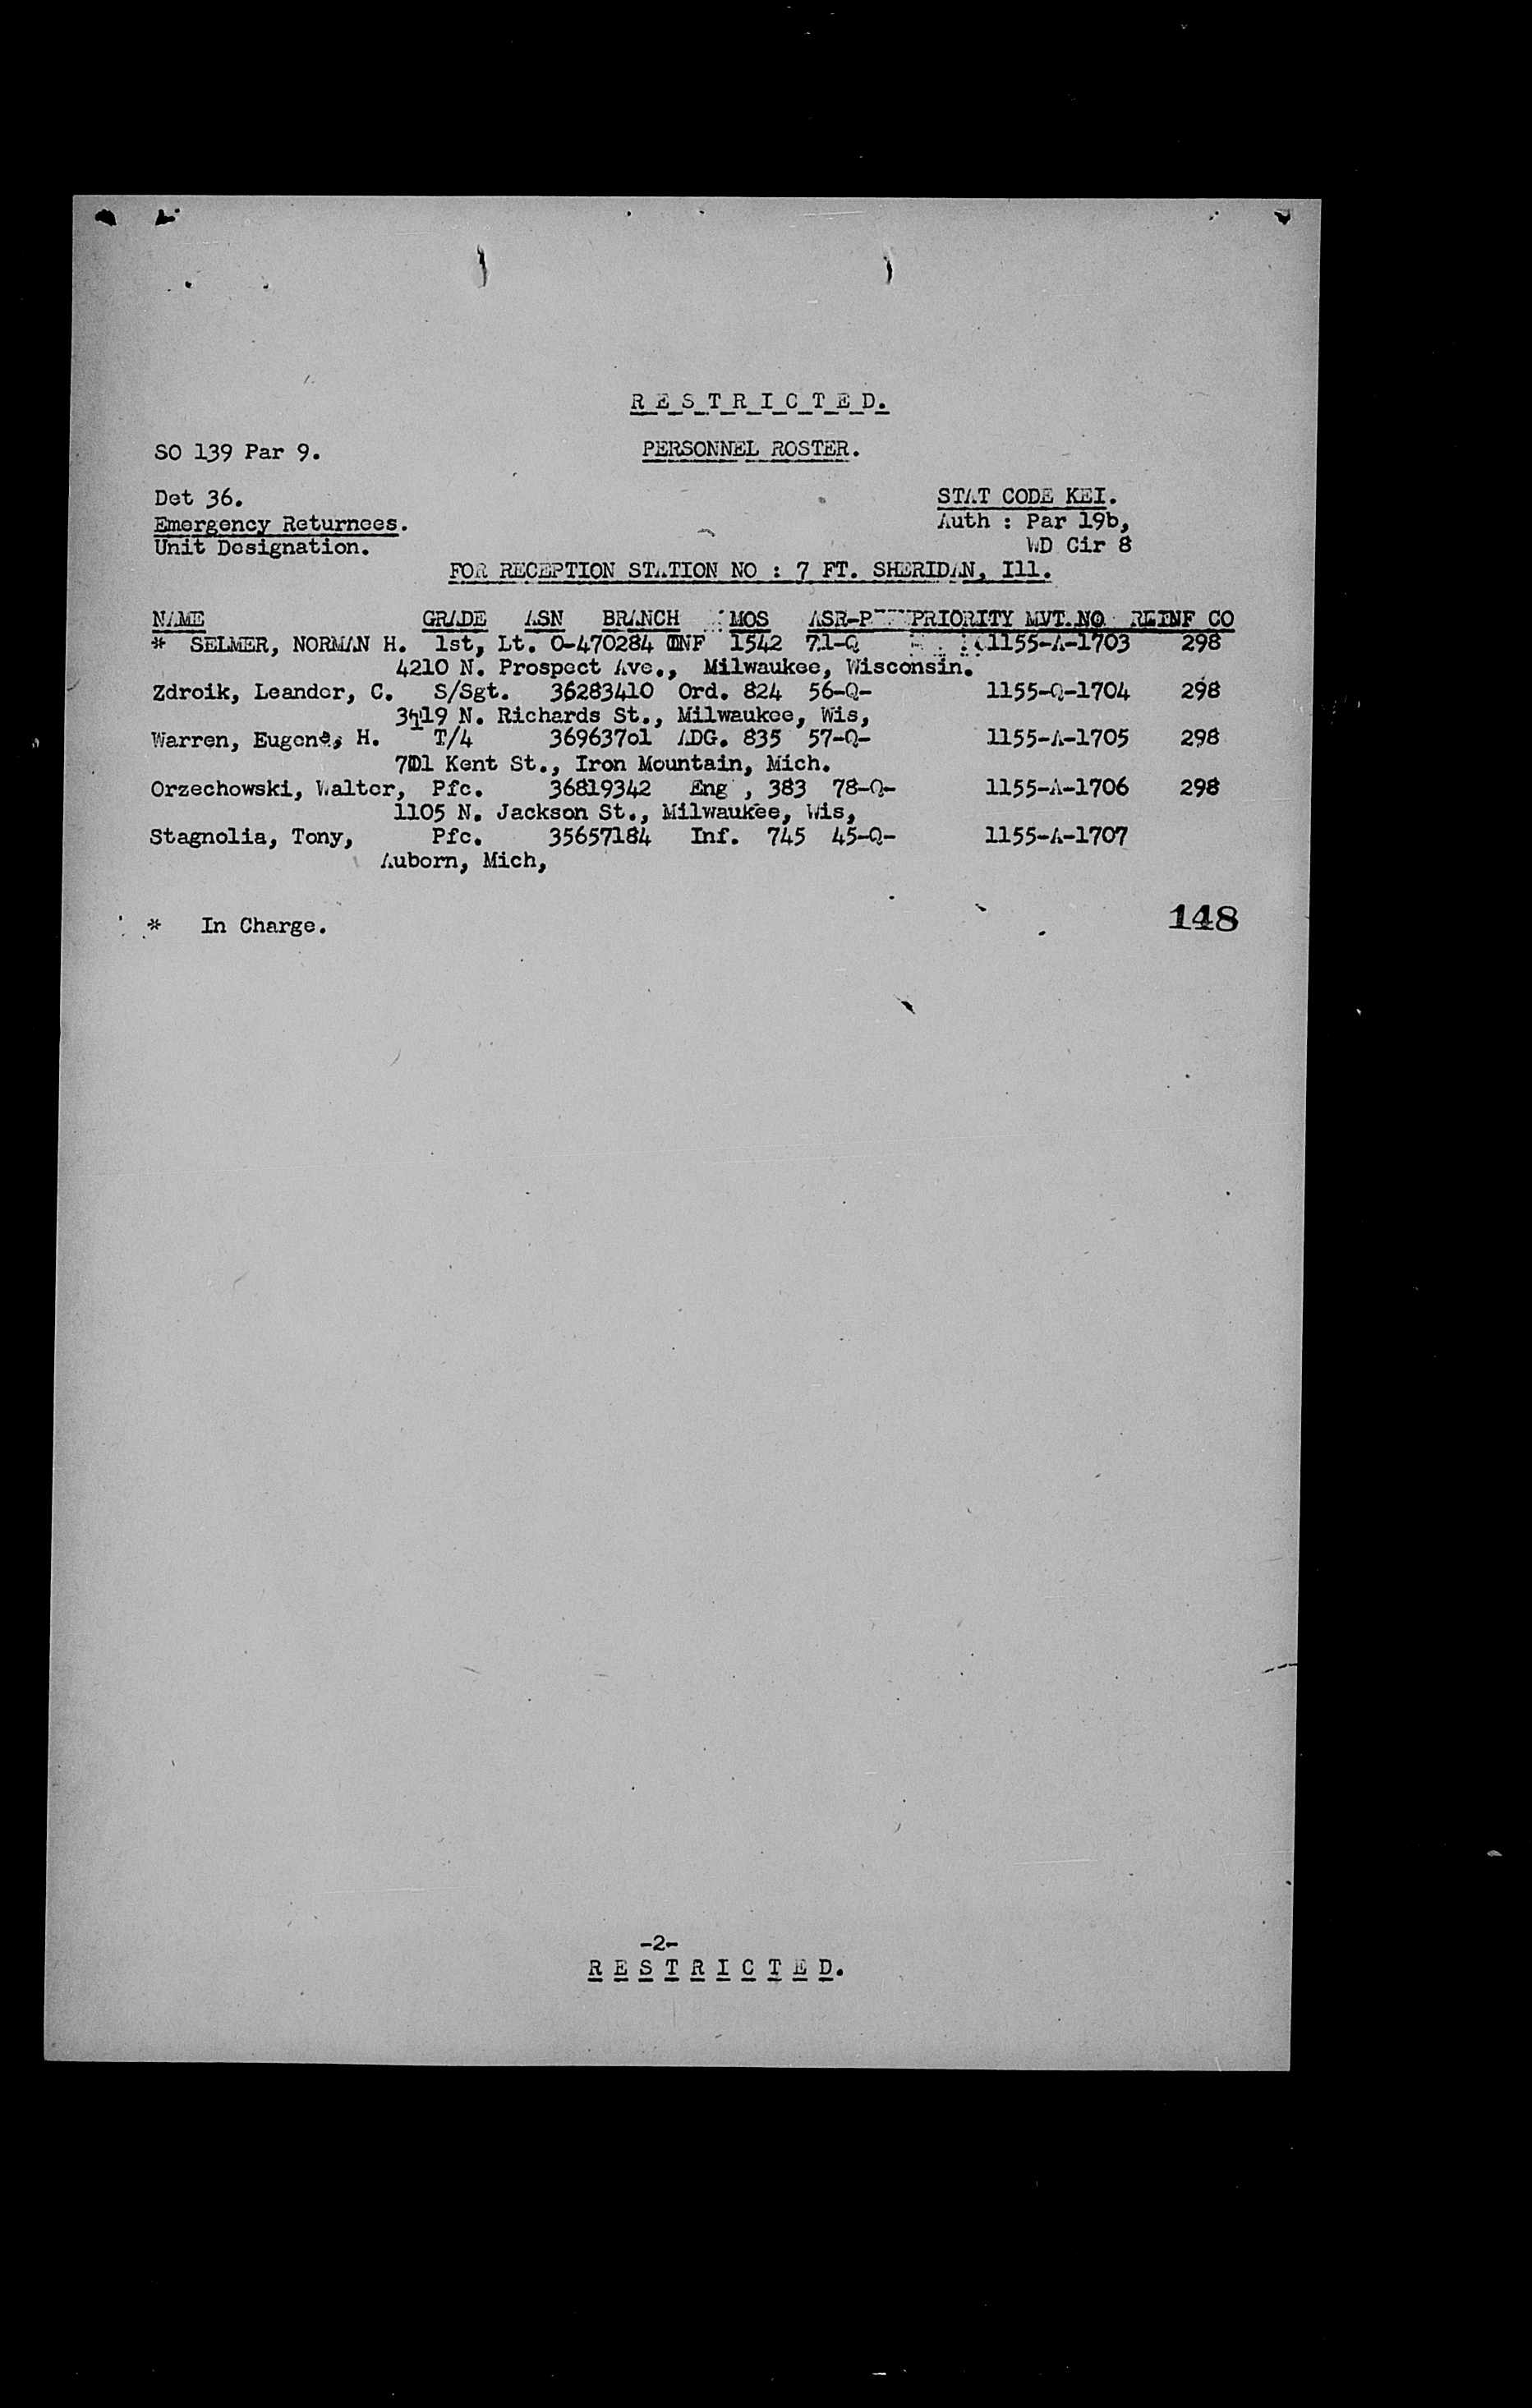 R E S T R I C T E D.
SO 139 Par 9.
PERSONNEL ROSTER.
Det 36.
STAT CODE KEI.
Emergency Returnees.
Auth : Par 19b,
Unit Designation.
WD Cir 8
FOR RECEPTION STATION NO : 7 FT. SHERIDAN, Ill.
NAME GRADE ASN BRANCH MOS ASR-P PRIORITY MVT. NO. REINF CO
* SELMER, NORMAN H. 1st, Lt. O-470284 INF 1542 71-Q 1155-A-1703 298
4210 N. Prospect Ave., Milwaukee, Wisconsin.
Zdroik, Leander, C. S/Sgt. 36283410 Ord. 824 56-Q- 1155-Q-1704 298
N. Richards St., Milwaukee, Wis,
Warren, Eugene, H. T/4 369637o1 ADG. 835 57-Q- 1155-A-1705 298
Kent St., Iron Mountain, Mich.
Orzechowski, Walter, Pfc. 36819342 Eng , 383 78-Q- 1155-A-1706 298
1105 N. Jackson St., Milwaukee, Wis,
Stagnolia, Tony, Pfc. 35657184 Inf. 745 45-Q- 1155-A-1707
Auborn, Mich,
* In Charge.
148
-2-
R E S T R I C T E D.